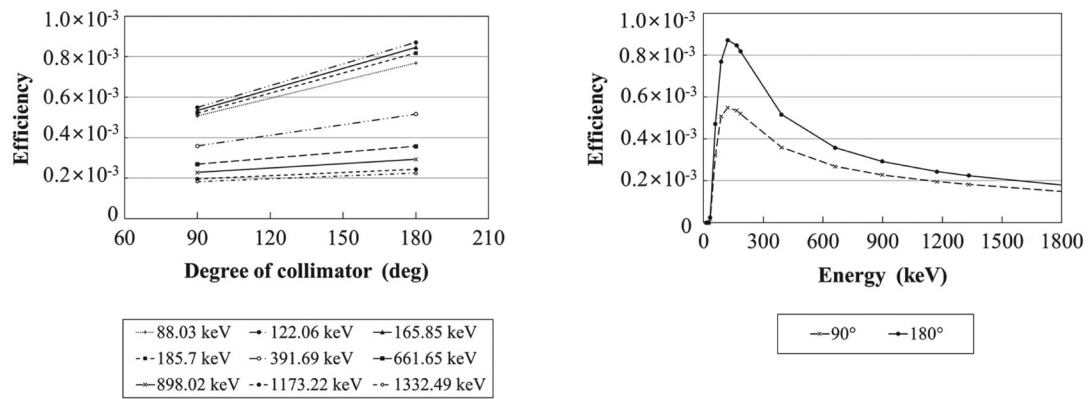 1.0×10⁻³
0.8×10⁻³
0.6×10⁻³
0.4×10⁻³
0.2×10⁻³
0
Efficiency
60 90 120 150 180 210
Degree of collimator (deg)
88.03 keV 122.06 keV 165.85 keV
185.7 keV 391.69 keV 661.65 keV
898.02 keV 1173.22 keV 1332.49 keV
1.0×10⁻³
0.8×10⁻³
0.6×10⁻³
0.4×10⁻³
0.2×10⁻³
0
Efficiency
0 300 600 900 1200 1500 1800
Energy (keV)
90° 180°